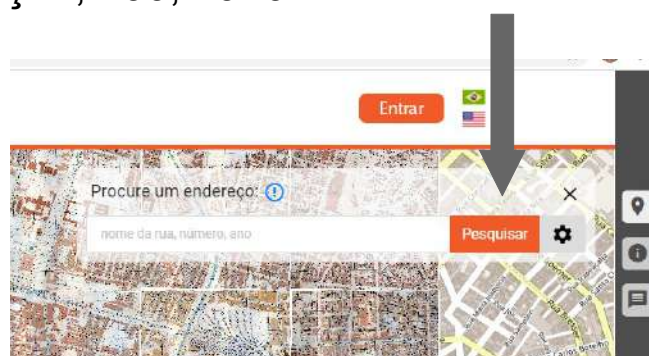 Entrar
Procure um endereço:
nome da rua, número, ano
Pesquisar